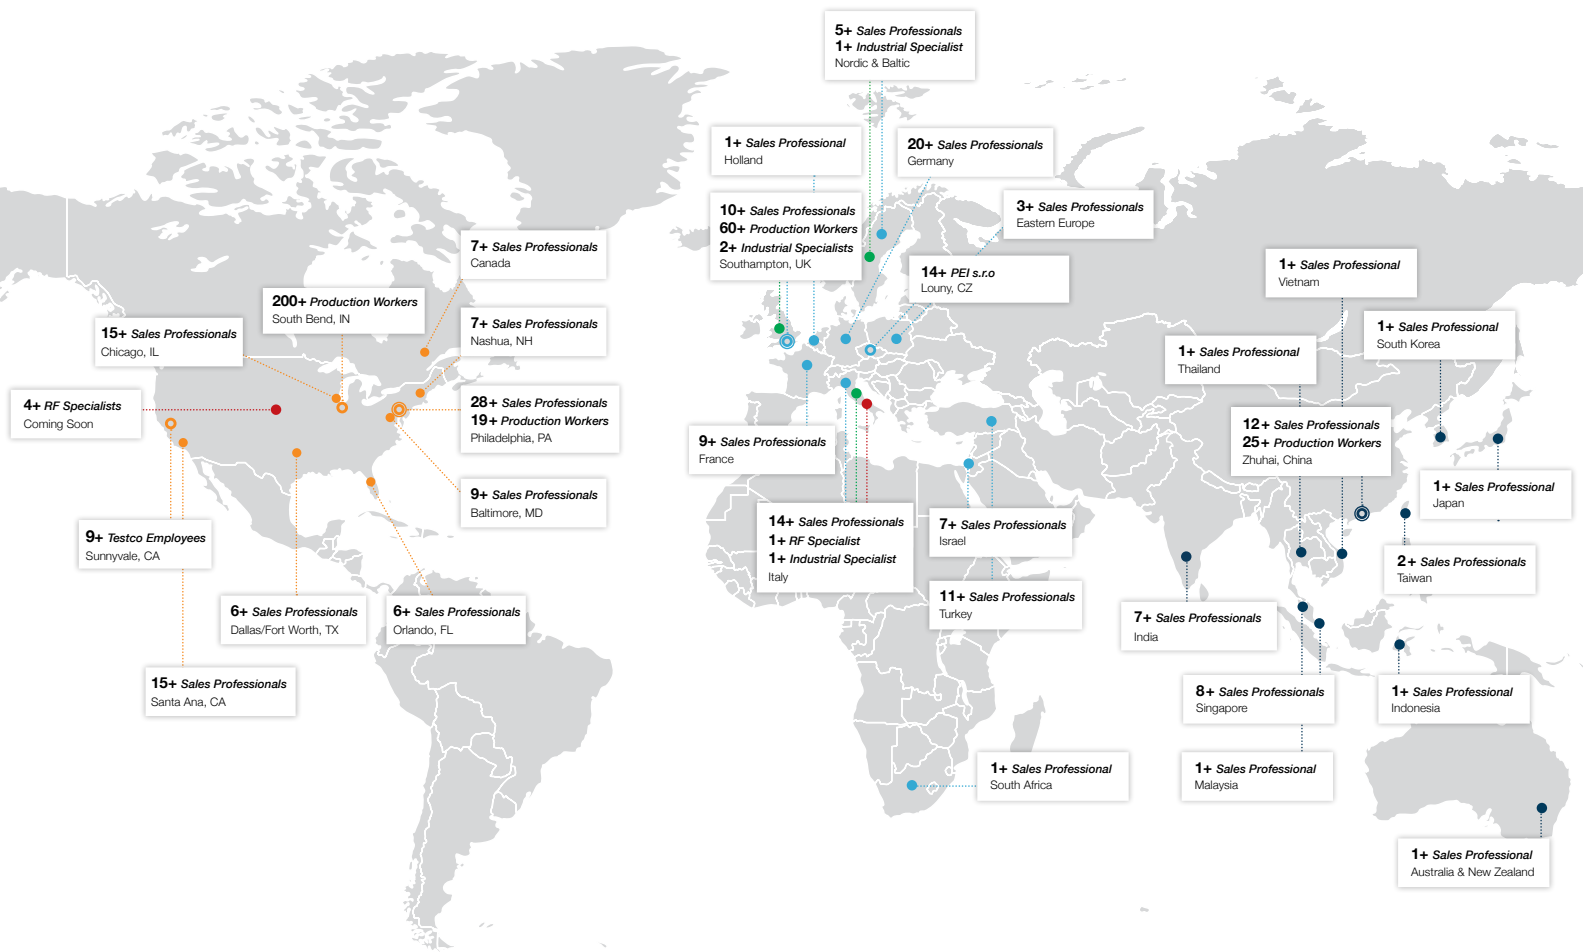 5+ Sales Professionals
1+ Industrial Specialist
Nordic & Baltic
1+ Sales Professional
Holland
20+ Sales Professionals
Germany
10+ Sales Professionals
60+ Production Workers
2+ Industrial Specialists
Southampton, UK
3+ Sales Professionals
Eastern Europe
14+ PEI s.r.o
Louny, CZ
7+ Sales Professionals
Canada
200+ Production Workers
South Bend, IN
15+ Sales Professionals
Chicago, IL
7+ Sales Professionals
Nashua, NH
4+ RF Specialists
Coming Soon
28+ Sales Professionals
19+ Production Workers
Philadelphia, PA
9+ Sales Professionals
Baltimore, MD
9+ Testco Employees
Sunnyvale, CA
6+ Sales Professionals
Dallas/Fort Worth, TX
6+ Sales Professionals
Orlando, FL
15+ Sales Professionals
Santa Ana, CA
9+ Sales Professionals
France
14+ Sales Professionals
1+ RF Specialist
1+ Industrial Specialist
Italy
7+ Sales Professionals
Israel
11+ Sales Professionals
Turkey
1+ Sales Professional
South Africa
1+ Sales Professional
Vietnam
1+ Sales Professional
South Korea
1+ Sales Professional
Thailand
12+ Sales Professionals
25+ Production Workers
Zhuhai, China
1+ Sales Professional
Japan
2+ Sales Professionals
Taiwan
7+ Sales Professionals
India
8+ Sales Professionals
Singapore
1+ Sales Professional
Indonesia
1+ Sales Professional
Malaysia
1+ Sales Professional
Australia & New Zealand